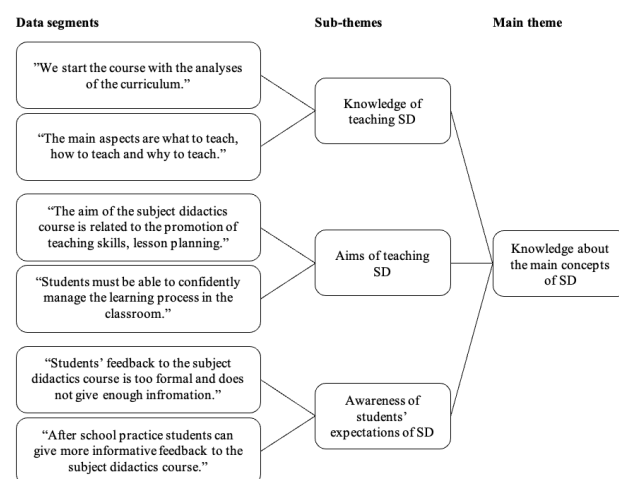 Data segments
Sub-themes
Main theme
”We start the course with the analyses
of the curriculum.”
“The main aspects are what to teach,
how to teach and why to teach.”
Knowledge of
teaching SD
“The aim of the subject didactics
course is related to the promotion of
teaching skills, lesson planning.”
“Students must be able to confidently
manage the learning process in the
classroom.”
Aims of teaching
SD
Knowledge about
the main concepts
of SD
“Students’ feedback to the subject
didactics course is too formal and does
not give enough infromation.”
“After school practice students can
give more informative feedback to the
subject didactics course.”
Awareness of
students’
expectations of SD